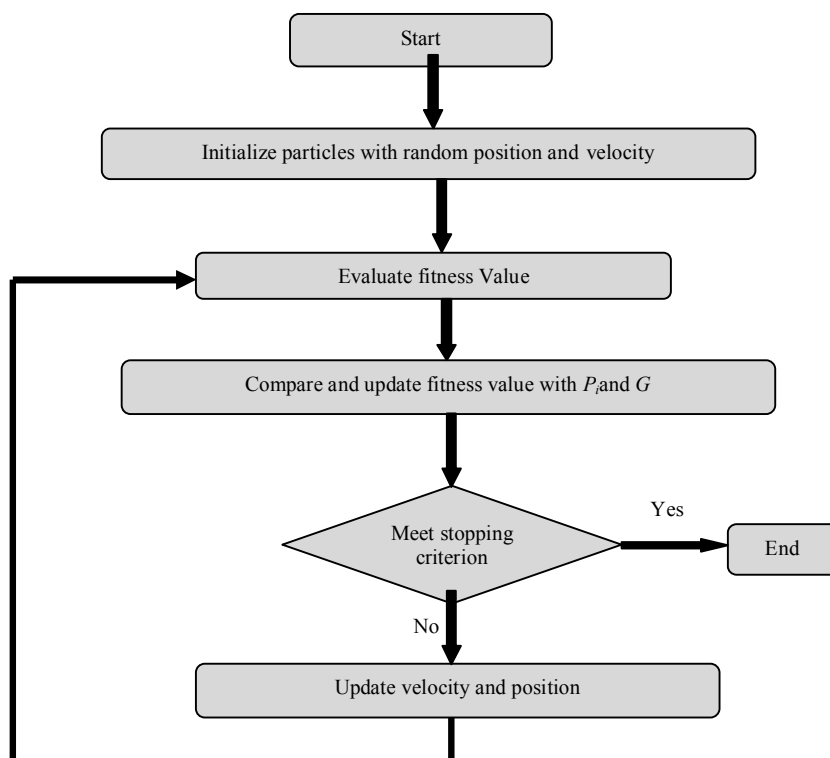 Start
Initialize particles with random position and velocity
Evaluate fitness Value
Compare and update fitness value with Piand G
Meet stopping
criterion
Yes
End
No
Update velocity and position